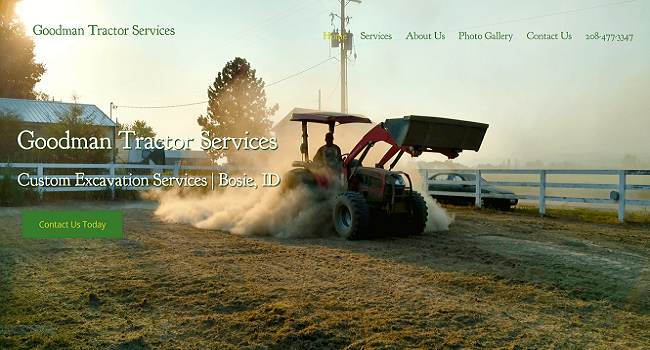 Goodman Tractor Services
Home Services About Us Photo Gallery Contact Us 208-477-3347
Goodman Tractor Services
Custom Excavation Services | Bosie, ID
Contact Us Today